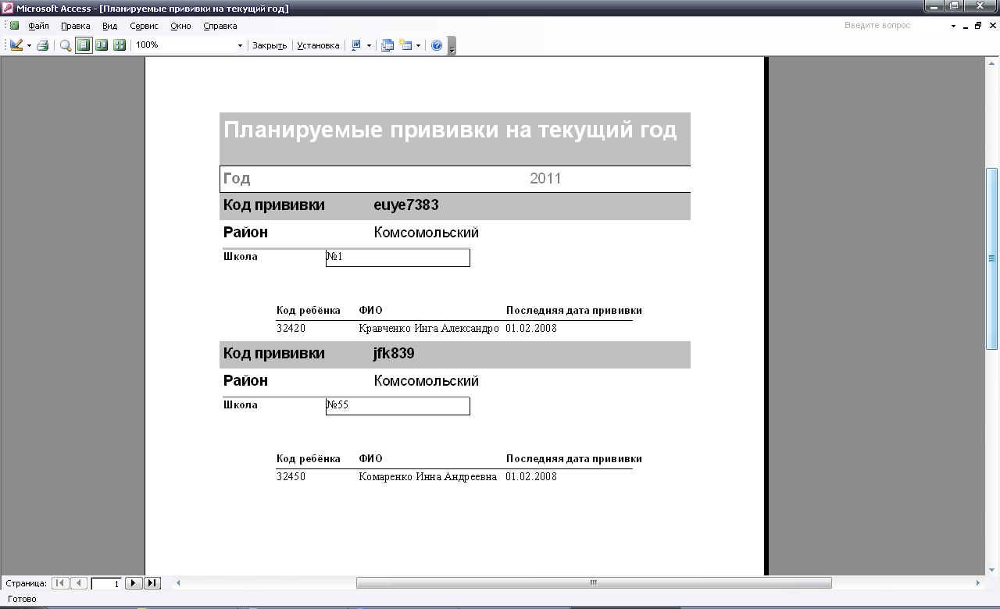 Microsoft Access - [Планируемые прививки на текущий год]
Файл Правка Вид Сервис Окно Справка Введите вопрос
100% Закрыть Установка
Планируемые прививки на текущий год
Год 2011
Код прививки euye7383
Район Комсомольский
Школа №1
Код ребёнка ФИО Последняя дата прививки
32420 Кравченко Инга Александро 01.02.2008
Код прививки jfk839
Район Комсомольский
Школа №55
Код ребёнка ФИО Последняя дата прививки
32450 Комаренко Инна Андреевна 01.02.2008
Страница: 1
Готово